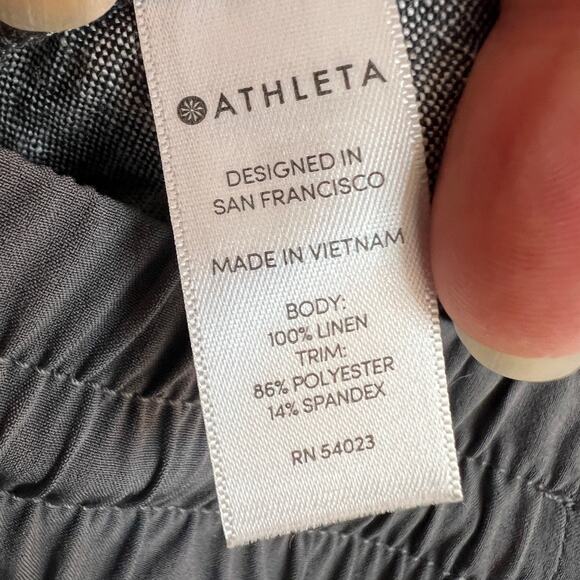 ATHLETA
DESIGNED IN
SAN FRANCISCO
MADE IN VIETNAM
BODY:
100% LINEN
TRIM:
86% POLYESTER
14% SPANDEX
RN 54023